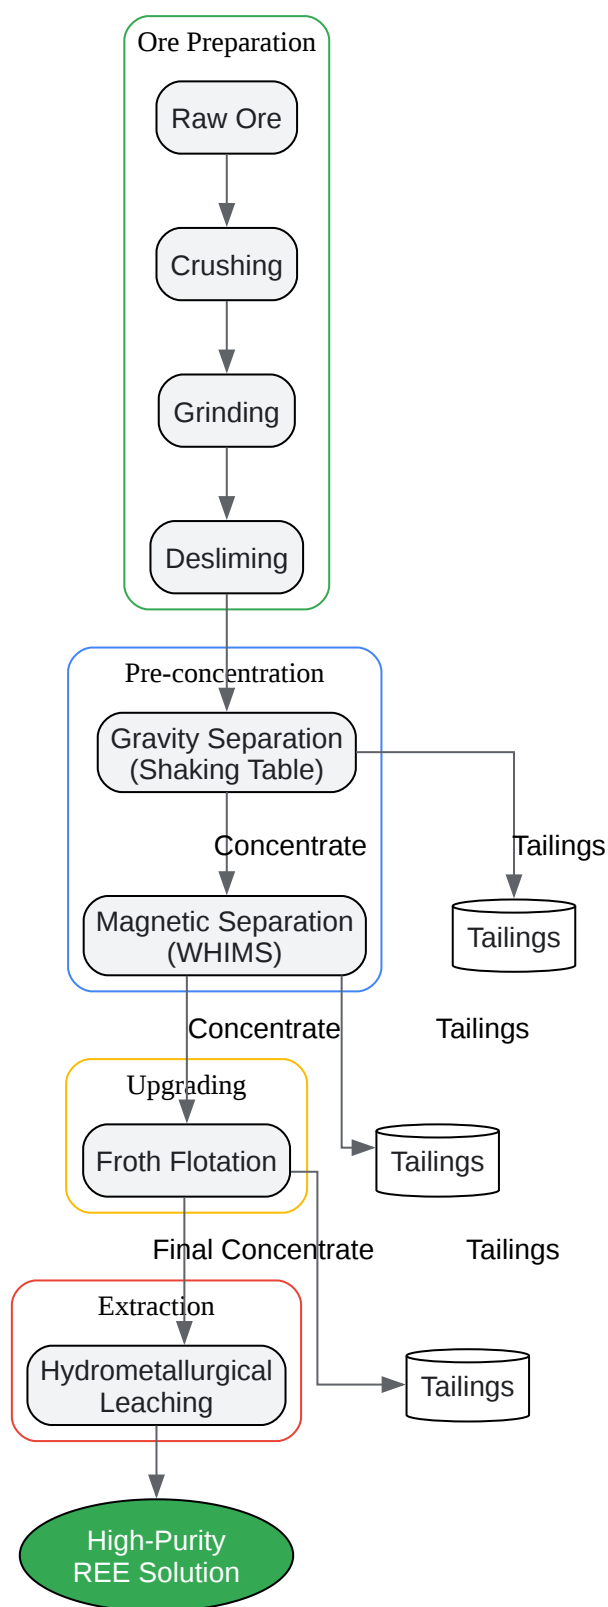 Ore Preparation
Raw Ore
Crushing
Grinding
Desliming
Pre-concentration
Gravity Separation
(Shaking Table)
Concentrate
Tailings
Magnetic Separation
(WHIMS)
Tailings
Concentrate
Tailings
Upgrading
Froth Flotation
Tailings
Final Concentrate
Tailings
Extraction
Hydrometallurgical
Leaching
Tailings
High-Purity
REE Solution